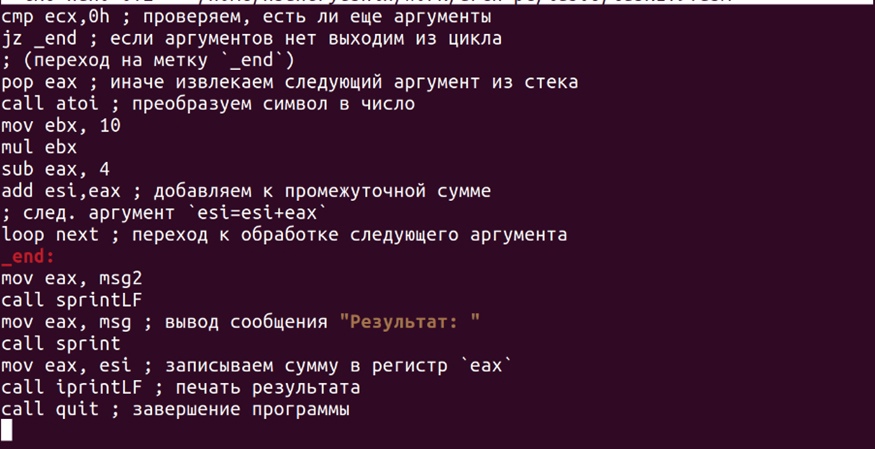 cmp ecx,0h ; проверяем, есть ли еще аргументы
jz _end ; если аргументов нет выходим из цикла
; (переход на метку `_end`)
pop eax ; иначе извлекаем следующий аргумент из стека
call atoi ; преобразуем символ в число
mov ebx, 10
mul ebx
sub eax, 4
add esi,eax ; добавляем к промежуточной сумме
; след. аргумент `esi=esi+eax`
loop next ; переход к обработке следующего аргумента
_end:
mov eax, msg2
call sprintLF
mov eax, msg ; вывод сообщения "Результат: "
call sprint
mov eax, esi ; записываем сумму в регистр `eax`
call iprintLF ; печать результата
call quit ; завершение программы